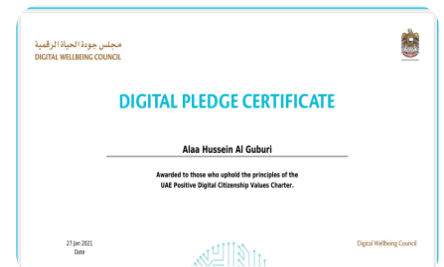 مجلس جودة الحياة الرقمية
DIGITAL WELLBEING COUNCIL
DIGITAL PLEDGE CERTIFICATE
Alaa Hussein Al Guburi
Awarded to those who uphold the principles of the
UAE Positive Digital Citizenship Values Charter.
27 Jan 2021
Date
Digital Wellbeing Council